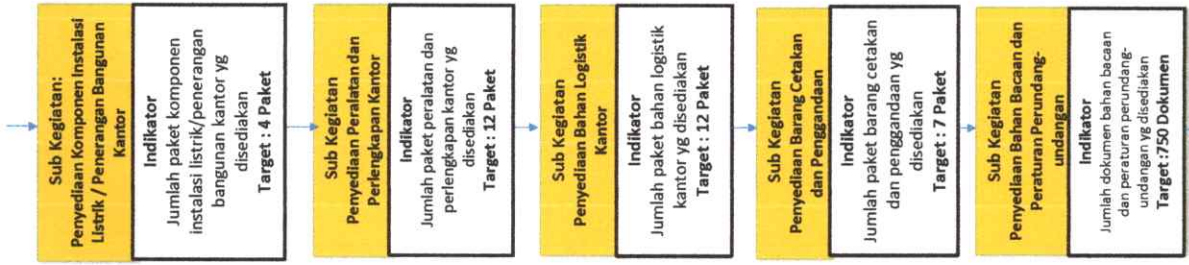 Sub Kegiatan:
Penyediaan Komponen Instalasi
Listrik / Penerangan Bangunan
Kantor
Indikator
Jumlah paket komponen
instalasi listrik/penerangan
bangunan kantor yg
disediakan
Target : 4 Paket
Sub Kegiatan
Penyediaan Peralatan dan
Perlengkapan Kantor
Indikator
Jumlah paket peralatan dan
perlengkapan kantor yg
disediakan
Target : 12 Paket
Sub Kegiatan
Penyediaan Bahan Logistik
Kantor
Indikator
Jumlah paket bahan logistik
kantor yg disediakan
Target : 12 Paket
Sub Kegiatan
Penyediaan Barang Cetakan
dan Penggandaan
Indikator
Jumlah paket barang cetakan
dan penggandaan yg
disediakan
Target : 7 Paket
Sub Kegiatan
Penyediaan Bahan Bacaan dan
Peraturan Perundang-
undangan
Indikator
Jumlah dokumen bahan bacaan
dan peraturan perundang-
undangan yg disediakan
Target :750 Dokumen